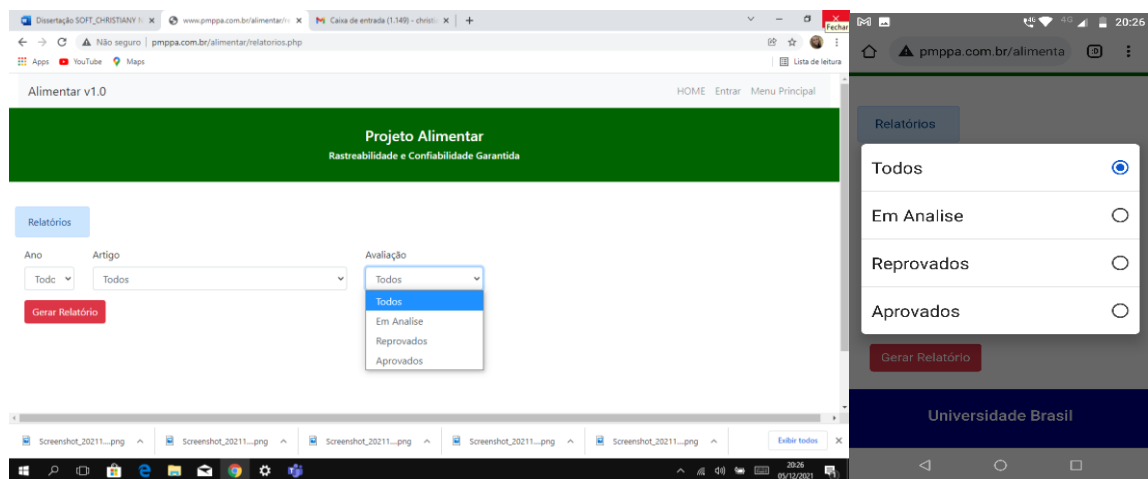 Dissertação SOFT_CHRISTIANY N
www.pmppa.com.br/alimentar/re
Caixa de entrada (1.149) - christi
Fechar
Não seguro | pmppa.com.br/alimentar/relatorios.php
Apps YouTube Maps Lista de leitura
Alimentar v1.0 HOME Entrar Menu Principal
Projeto Alimentar
Rastreabilidade e Confiabilidade Garantida
Relatórios
Ano Artigo Avaliação
Todo Todos Todos
Todos
Em Analise
Reprovados
Aprovados
Gerar Relatório
Screenshot_20211....png Screenshot_20211....png Screenshot_20211....png Screenshot_20211....png Screenshot_20211....png Exibir todos
20:26
05/12/2021
4G 20:26
pmppa.com.br/alimenta :D
Relatórios
Todos
Em Analise
Reprovados
Aprovados
Gerar Relatório
Universidade Brasil